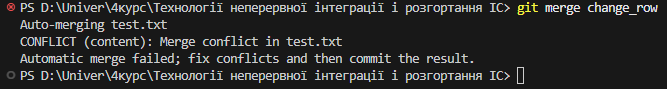 PS D:\Univer\4курс\Технології неперервної інтеграції і розгортання ІС> git merge change_row
Auto-merging test.txt
CONFLICT (content): Merge conflict in test.txt
Automatic merge failed; fix conflicts and then commit the result.
PS D:\Univer\4курс\Технології неперервної інтеграції і розгортання ІС>